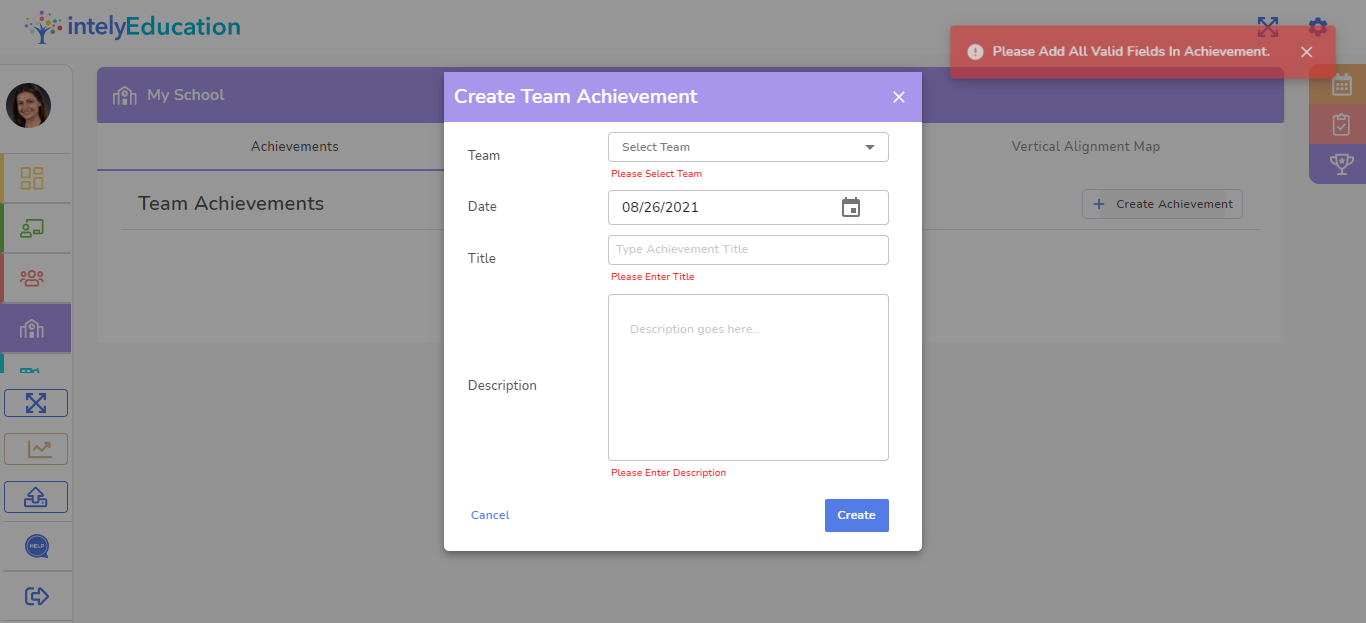 intelyEducation
Please Add All Valid Fields In Achievement.
My School
Create Team Achievement
Achievements
Vertical Alignment Map
Team Achievements
Create Achievement
Team
Select Team
Please Select Team
Date
08/26/2021
Title
Type Achievement Title
Please Enter Title
Description
Description goes here..
Please Enter Description
Cancel
Create
HELP